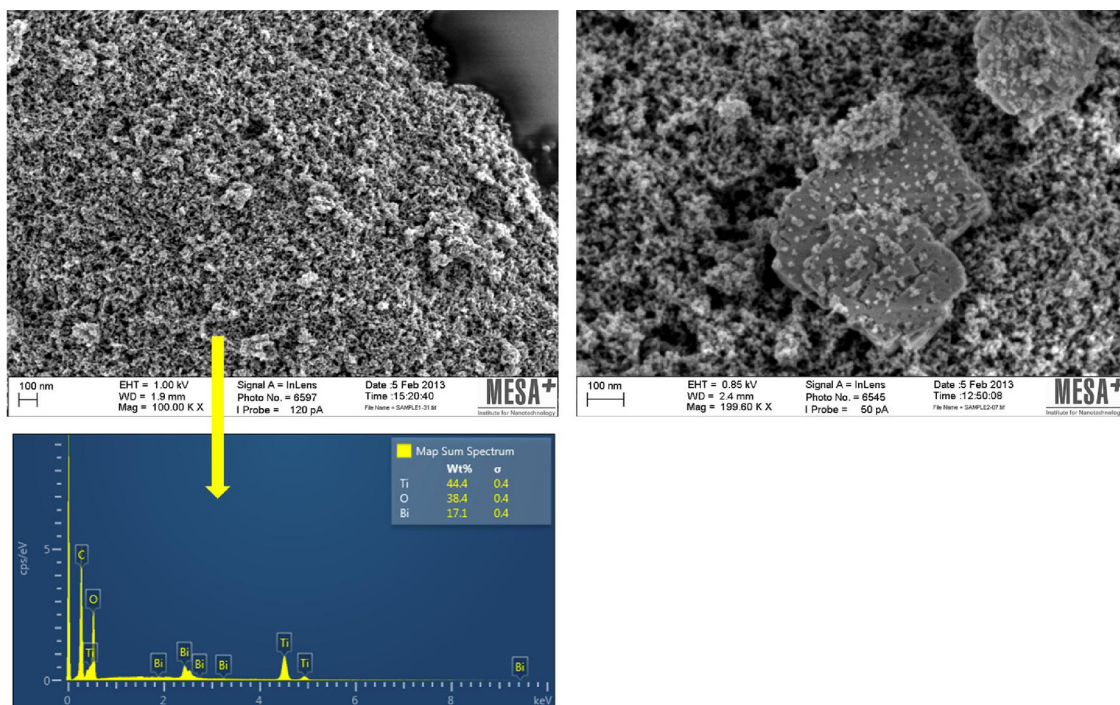 100 nm
EHT = 1.00 kV
WD = 1.9 mm
Mag = 100.00 K X
Signal A = InLens
Photo No. = 6597
I Probe = 120 pA
Date :5 Feb 2013
Time :15:20:40
File Name = SAMPLE1-31.tif
MESA+
Institute for Nanotechnology
100 nm
EHT = 0.85 kV
WD = 2.4 mm
Mag = 199.60 K X
Signal A = InLens
Photo No. = 6545
I Probe = 50 pA
Date :5 Feb 2013
Time :12:50:08
File Name = SAMPLE2-07.tif
MESA+
Institute for Nanotechnology
Map Sum Spectrum
Wt% σ
Ti 44.4 0.4
O 38.4 0.4
Bi 17.1 0.4
cps/eV
5
0
C
O
Ti
Bi
Bi
Bi
Bi
Ti
Ti
Bi
0 2 4 6 8 keV